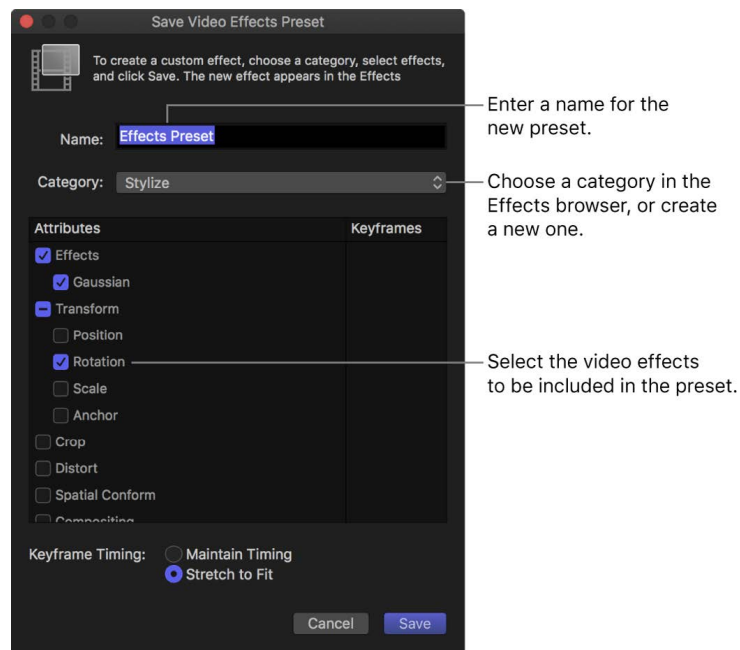 Save Video Effects Preset
To create a custom effect, choose a category, select effects,
and click Save. The new effect appears in the Effects
Enter a name for the
new preset.
Name: Effects Preset
Category: Stylize
Choose a category in the
Effects browser, or create
a new one.
Attributes Keyframes
Effects
Gaussian
Transform
Position
Rotation
Select the video effects
to be included in the preset.
Scale
Anchor
Crop
Distort
Spatial Conform
Compositing
Keyframe Timing: Maintain Timing
Stretch to Fit
Cancel Save